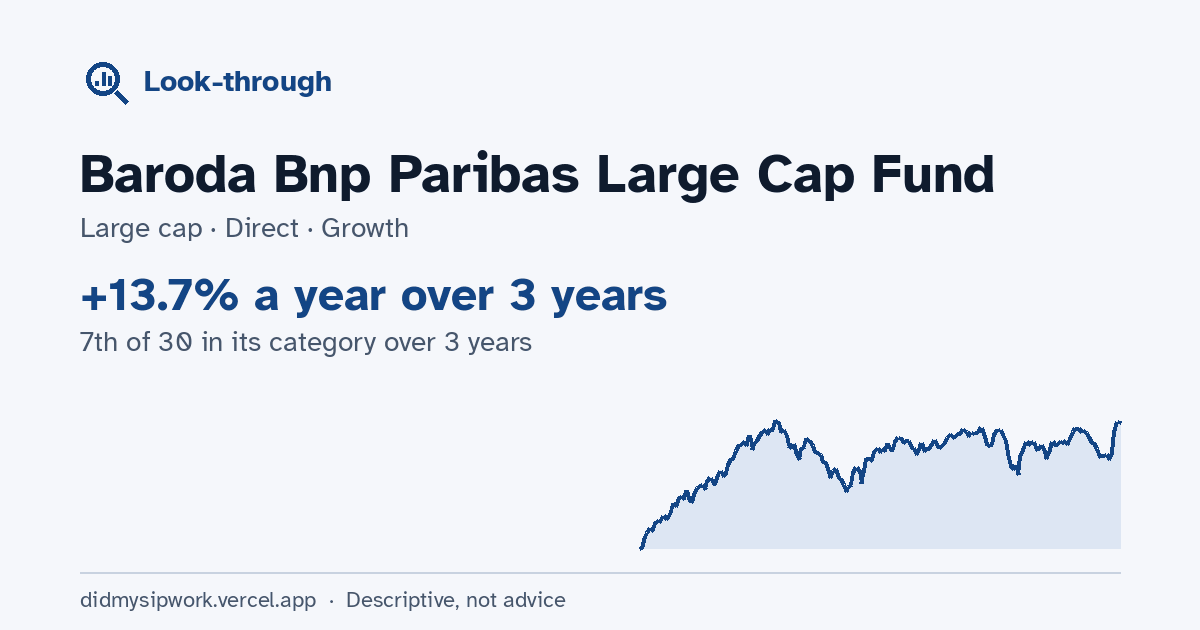 Look-through
Baroda Bnp Paribas Large Cap Fund
Large cap · Direct · Growth
+13.7% a year over 3 years
7th of 30 in its category over 3 years
didmysipwork.vercel.app · Descriptive, not advice